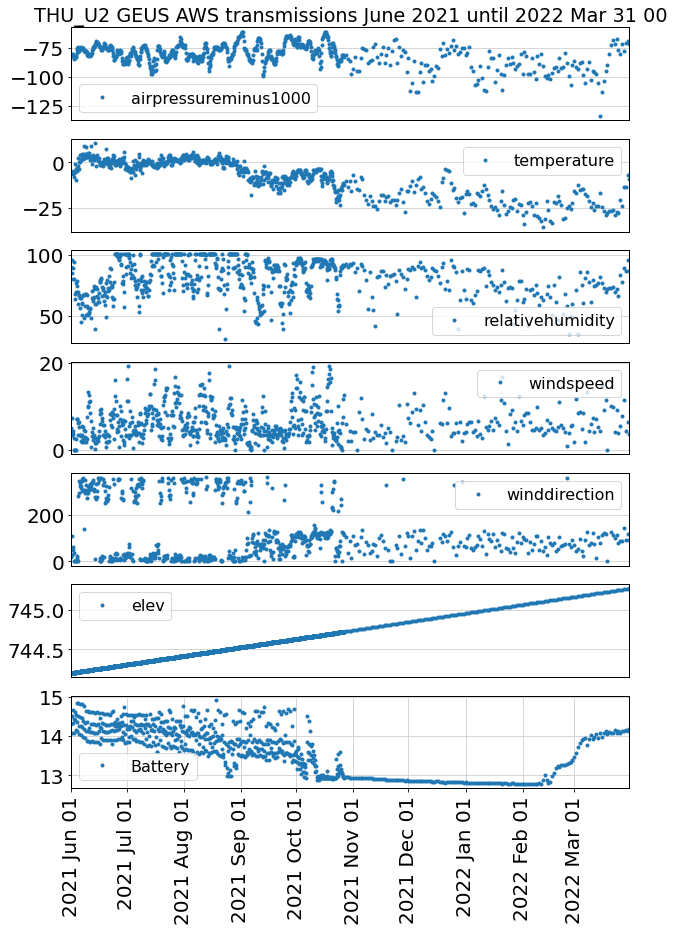 THU_U2 GEUS AWS transmissions June 2021 until 2022 Mar 31 00
−75
−100
−125
airpressureminus1000
0
−25
temperature
100
50
relativehumidity
20
0
windspeed
200
0
winddirection
745.0
744.5
elev
15
14
13
Battery
2021 Jun 01
2021 Jul 01
2021 Aug 01
2021 Sep 01
2021 Oct 01
2021 Nov 01
2021 Dec 01
2022 Jan 01
2022 Feb 01
2022 Mar 01